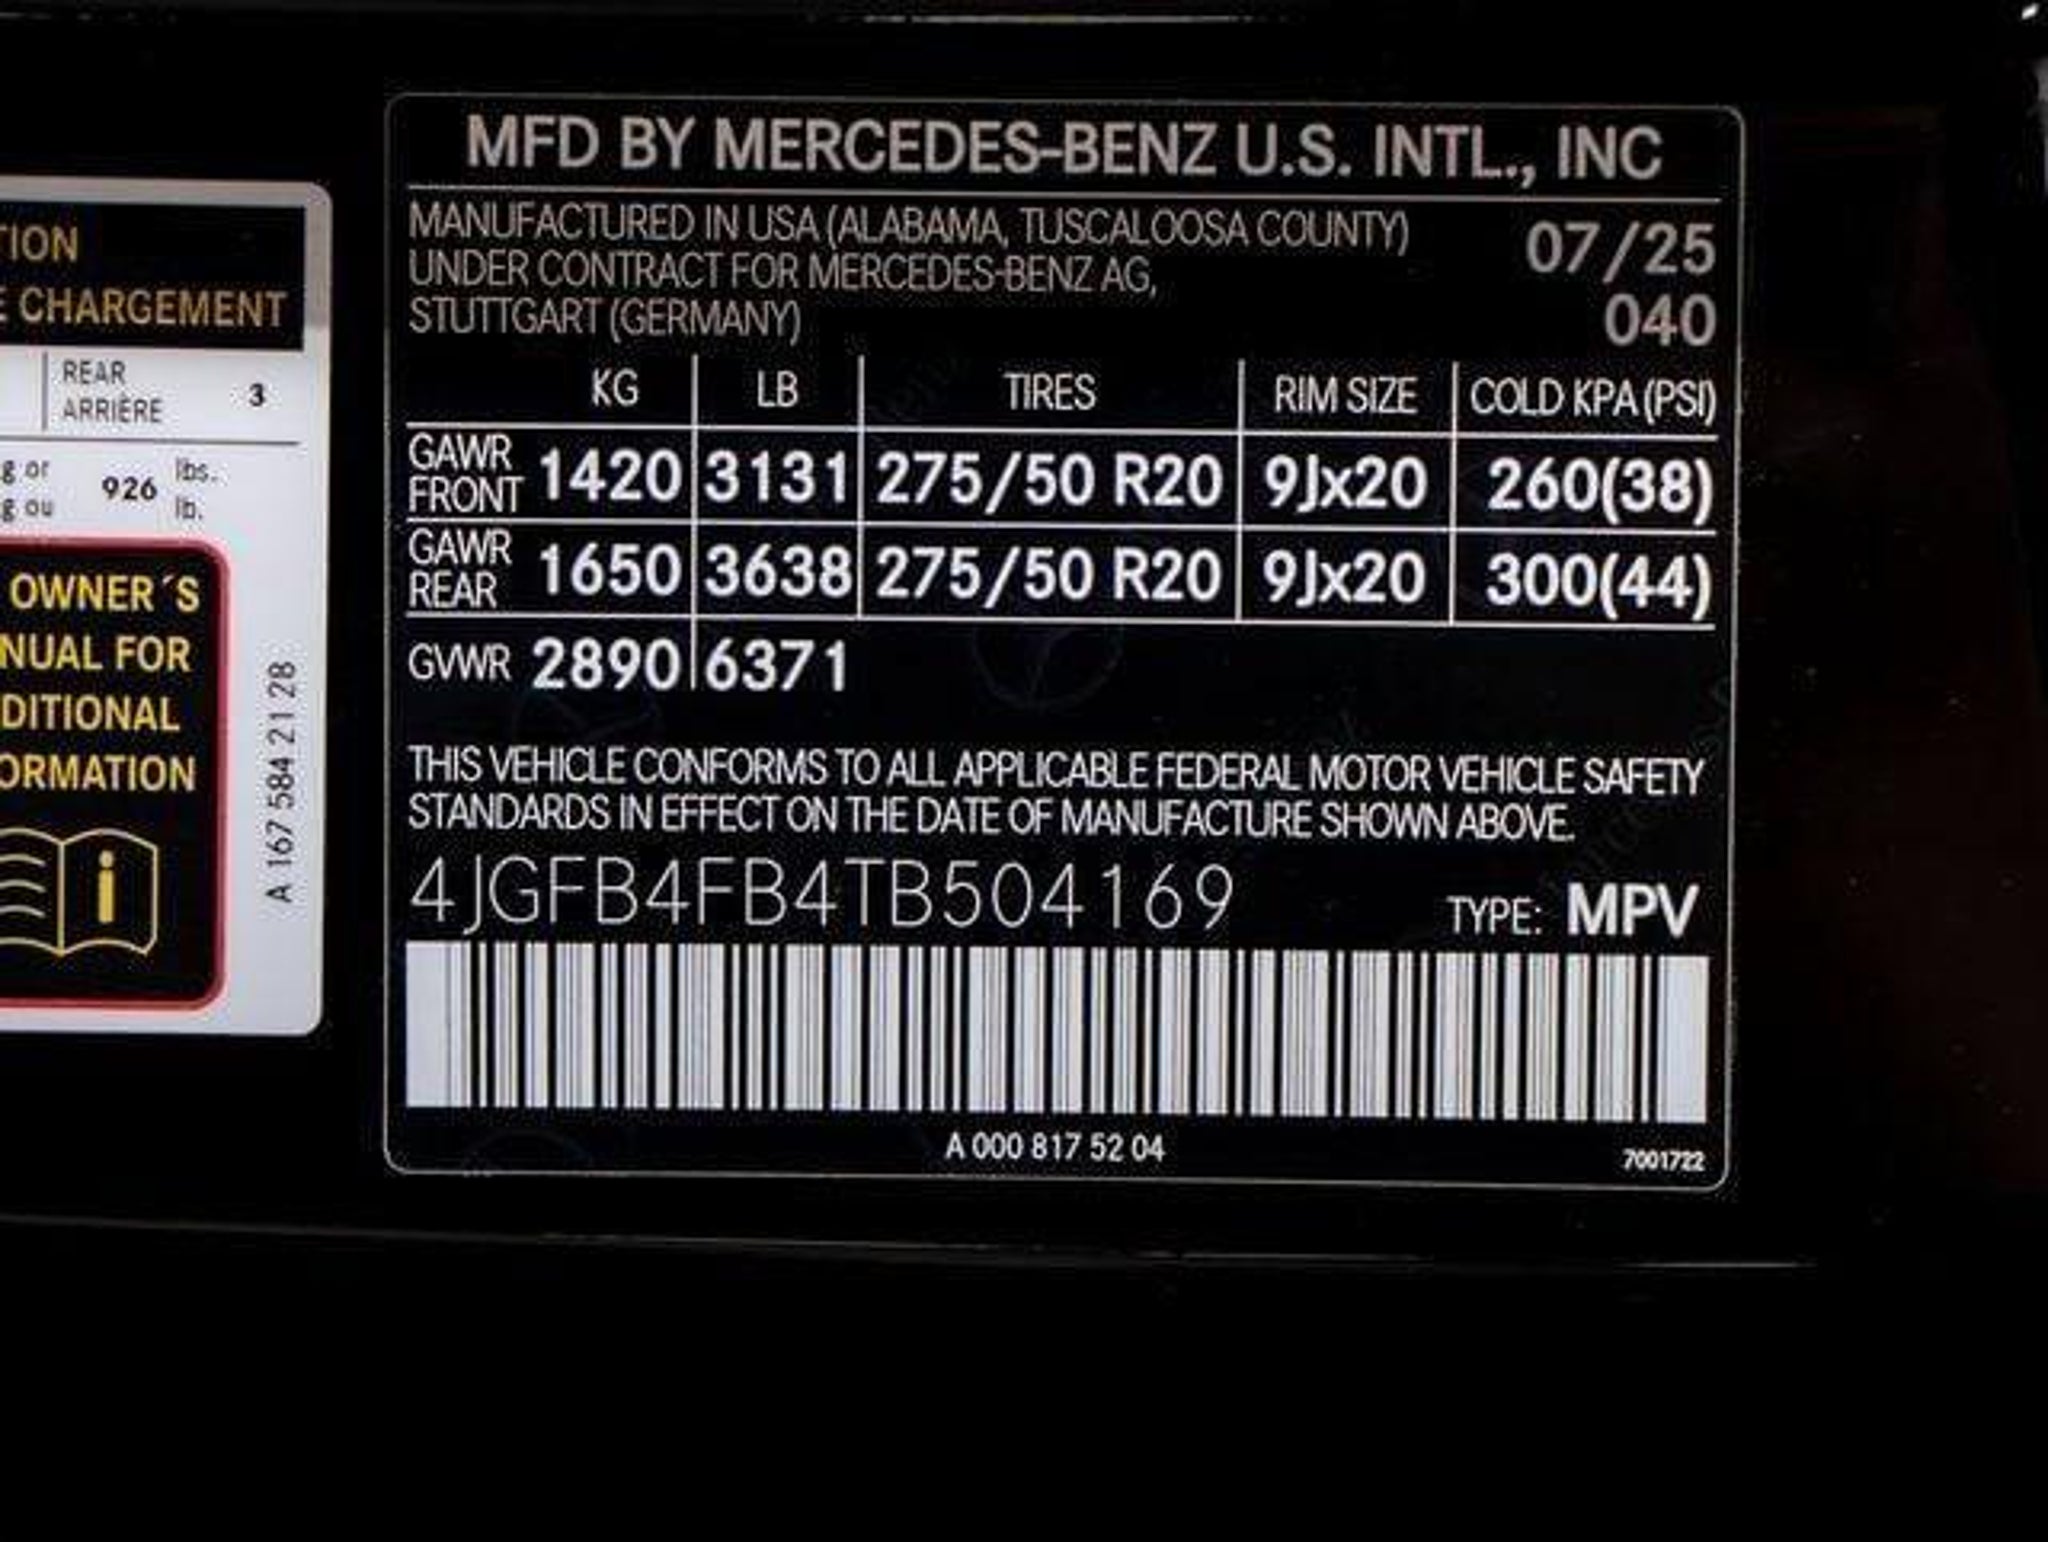 TION
E CHARGEMENT
REAR
ARRIÈRE 3
g or 926 lbs.
g ou lb.
OWNER´S
NUAL FOR
DITIONAL
ORMATION
i
A 167 584 21 28
MFD BY MERCEDES-BENZ U.S. INTL., INC
MANUFACTURED IN USA (ALABAMA, TUSCALOOSA COUNTY) 07/25
UNDER CONTRACT FOR MERCEDES-BENZ AG,
STUTTGART (GERMANY) 040
KG LB TIRES RIM SIZE COLD KPA (PSI)
GAWR FRONT 1420 3131 275/50 R20 9Jx20 260(38)
GAWR REAR 1650 3638 275/50 R20 9Jx20 300(44)
GVWR 2890 6371
THIS VEHICLE CONFORMS TO ALL APPLICABLE FEDERAL MOTOR VEHICLE SAFETY
STANDARDS IN EFFECT ON THE DATE OF MANUFACTURE SHOWN ABOVE.
4JGFB4FB4TB504169 TYPE: MPV
A 000 817 52 04
7001722